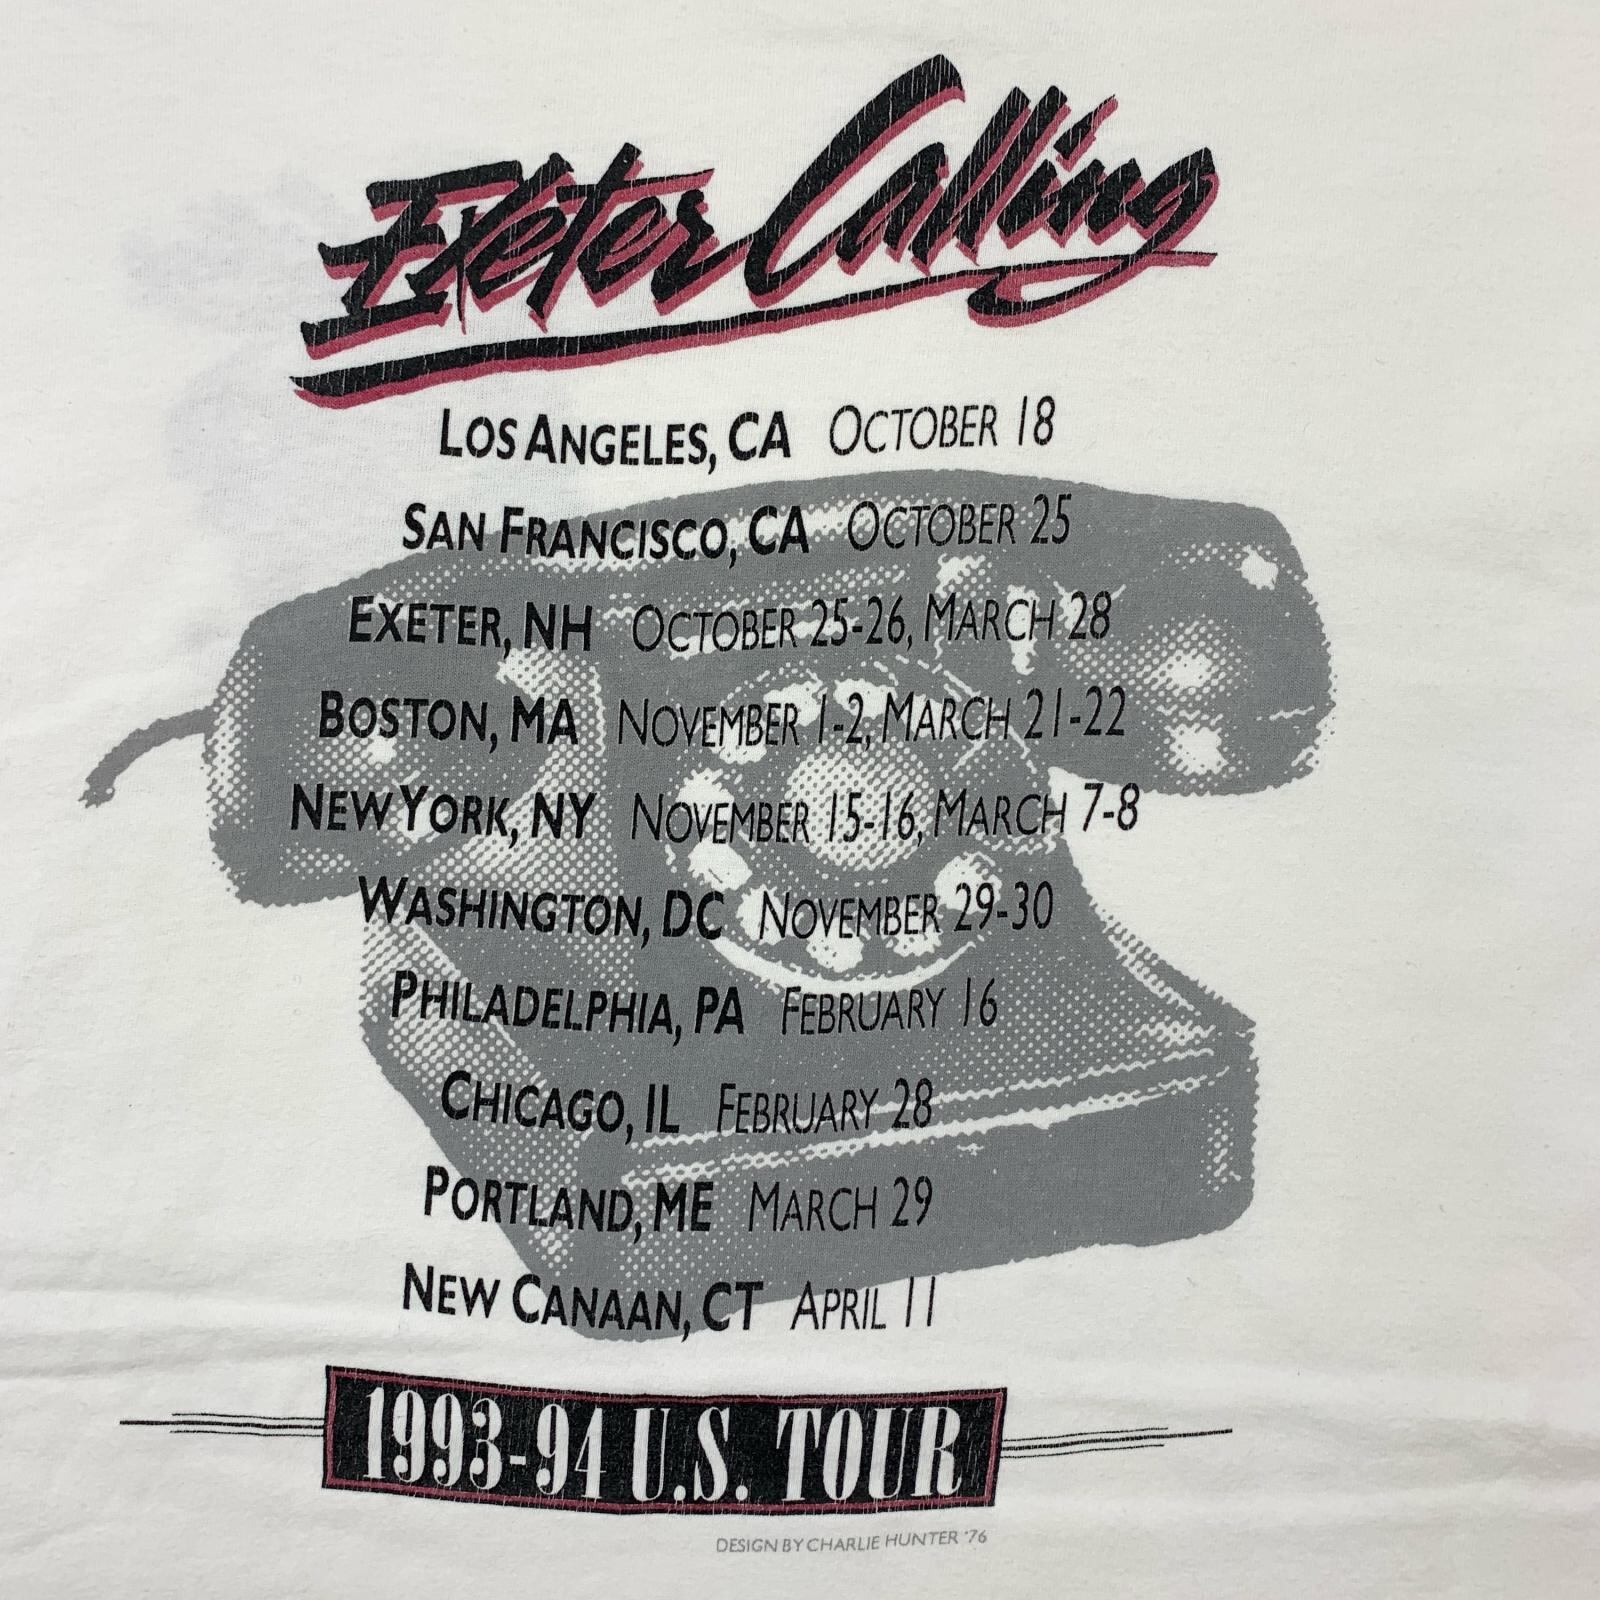 Exeter Calling
LOS ANGELES, CA OCTOBER 18
SAN FRANCISCO, CA OCTOBER 25
EXETER, NH OCTOBER 25-26, MARCH 28
BOSTON, MA NOVEMBER 1-2, MARCH 21-22
NEW YORK, NY NOVEMBER 15-16, MARCH 7-8
WASHINGTON, DC NOVEMBER 29-30
PHILADELPHIA, PA FEBRUARY 16
CHICAGO, IL FEBRUARY 28
PORTLAND, ME MARCH 29
NEW CANAAN, CT APRIL 11
1993-94 U.S. TOUR
DESIGN BY CHARLIE HUNTER '76